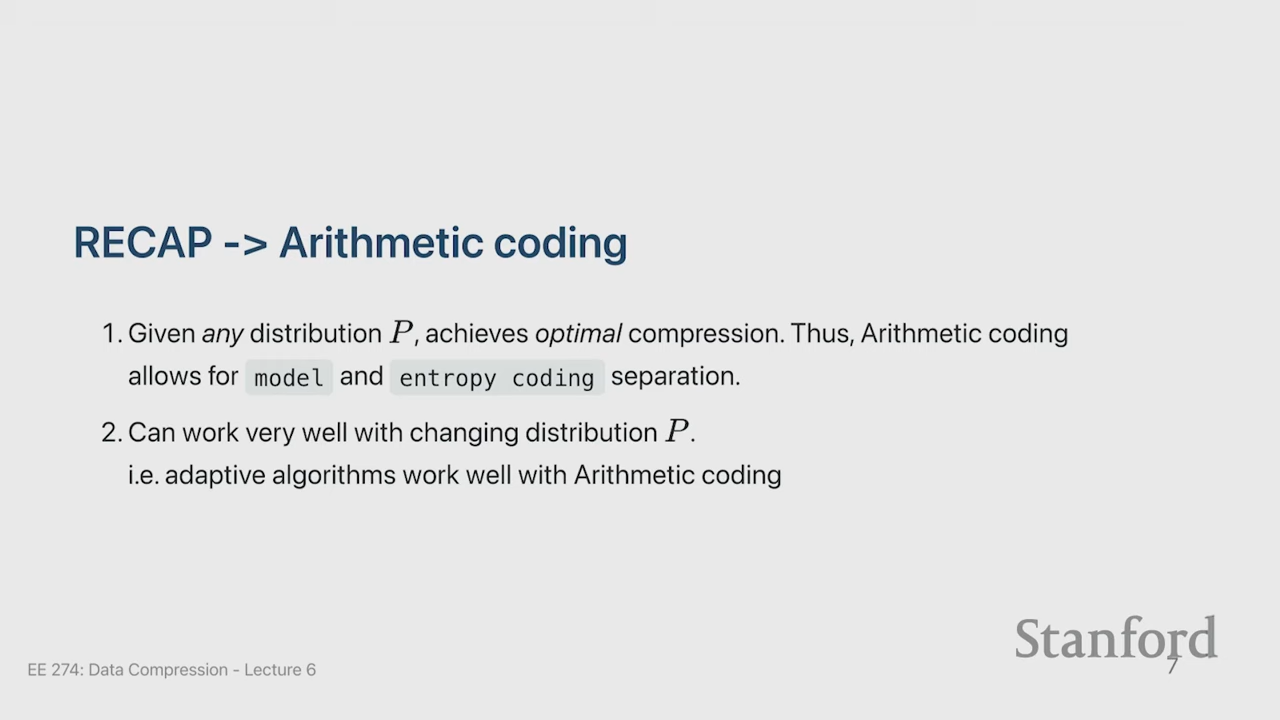 RECAP -> Arithmetic coding
1. Given any distribution P, achieves optimal compression. Thus, Arithmetic coding
allows for model and entropy coding separation.
2. Can work very well with changing distribution P.
i.e. adaptive algorithms work well with Arithmetic coding
Stanford
EE 274: Data Compression - Lecture 6
7